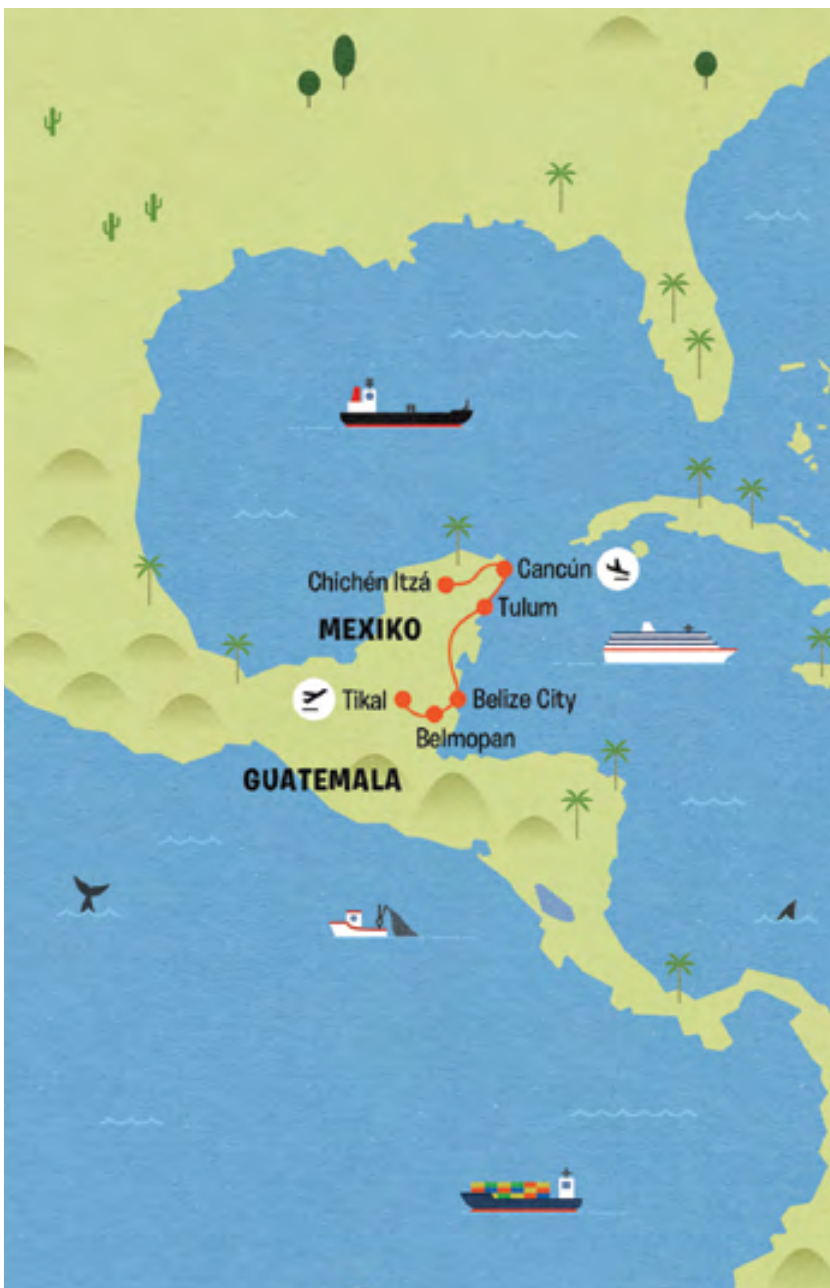 Cancún
Chichén Itzá
Tulum
MEXIKO
Tikal
Belize City
Belmopan
GUATEMALA